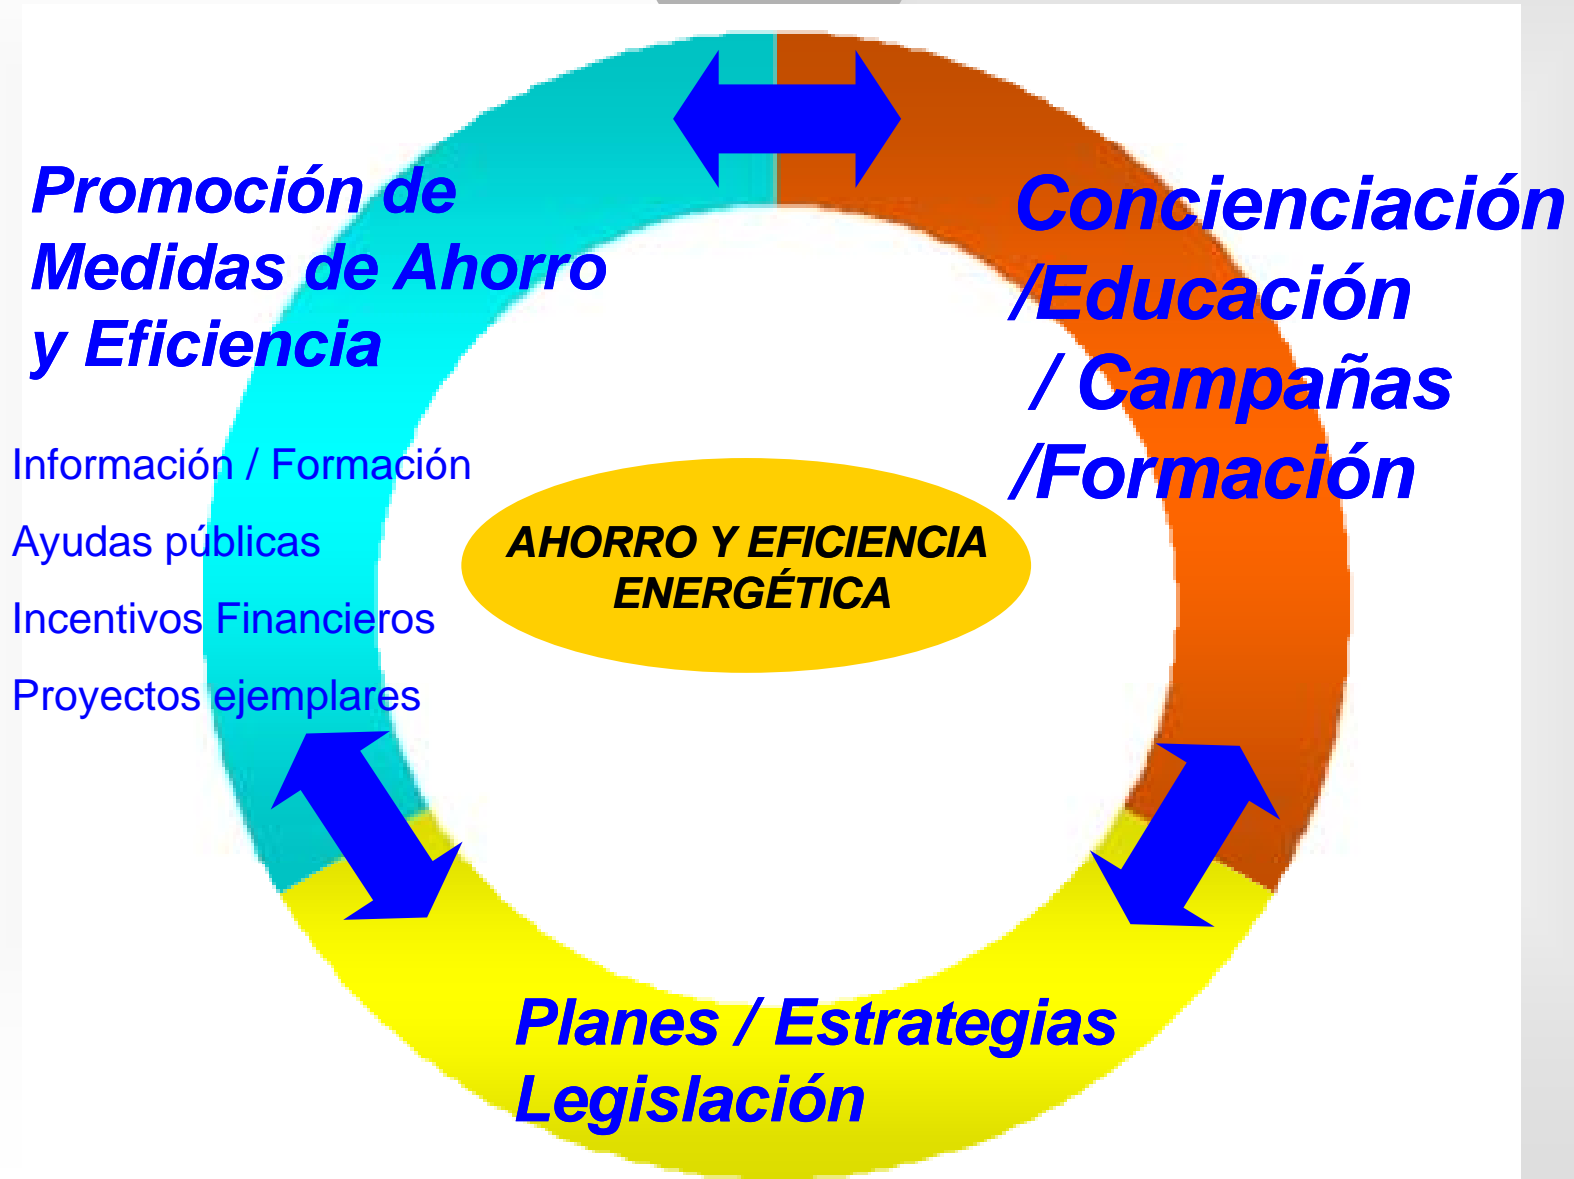 Promoción de
Medidas de Ahorro
y Eficiencia
Información / Formación
Ayudas públicas
Incentivos Financieros
Proyectos ejemplares
Concienciación
/Educación
/ Campañas
/Formación
AHORRO Y EFICIENCIA
ENERGÉTICA
Planes / Estrategias
Legislación